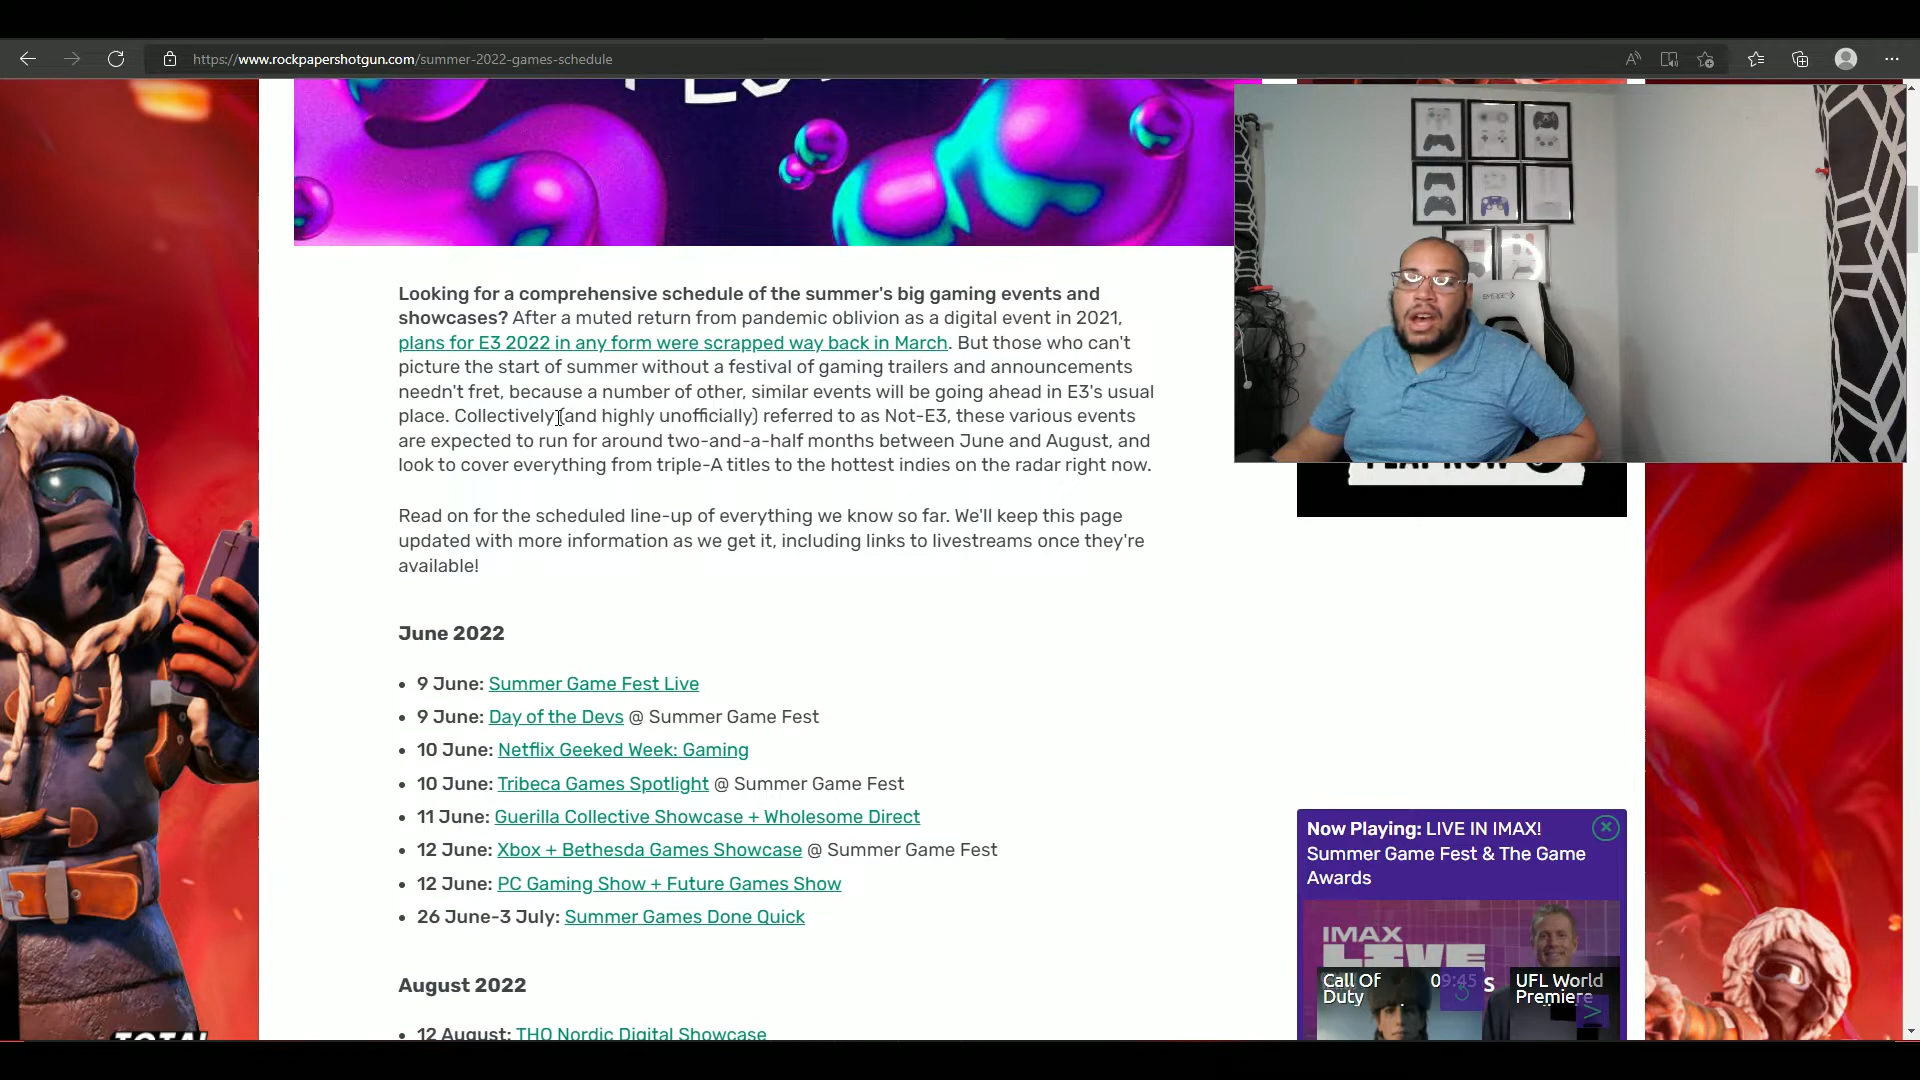 https://www.rockpapershotgun.com/summer-2022-games-schedule
Looking for a comprehensive schedule of the summer's big gaming events and
showcases? After a muted return from pandemic oblivion as a digital event in 2021,
plans for E3 2022 in any form were scrapped way back in March. But those who can't
picture the start of summer without a festival of gaming trailers and announcements
needn't fret, because a number of other, similar events will be going ahead in E3's usual
place. Collectively (and highly unofficially) referred to as Not-E3, these various events
are expected to run for around two-and-a-half months between June and August, and
look to cover everything from triple-A titles to the hottest indies on the radar right now.
Read on for the scheduled line-up of everything we know so far. We'll keep this page
updated with more information as we get it, including links to livestreams once they're
available!
June 2022
• 9 June: Summer Game Fest Live
• 9 June: Day of the Devs @ Summer Game Fest
• 10 June: Netflix Geeked Week: Gaming
• 10 June: Tribeca Games Spotlight @ Summer Game Fest
• 11 June: Guerilla Collective Showcase + Wholesome Direct
• 12 June: Xbox + Bethesda Games Showcase @ Summer Game Fest
• 12 June: PC Gaming Show + Future Games Show
• 26 June-3 July: Summer Games Done Quick
August 2022
• 12 August: THQ Nordic Digital Showcase
PLAY NOW
Now Playing: LIVE IN IMAX!
Summer Game Fest & The Game
Awards
IMAX
LIVE
Call Of
Duty
09:45
UFL World
Premiere
TOTAL